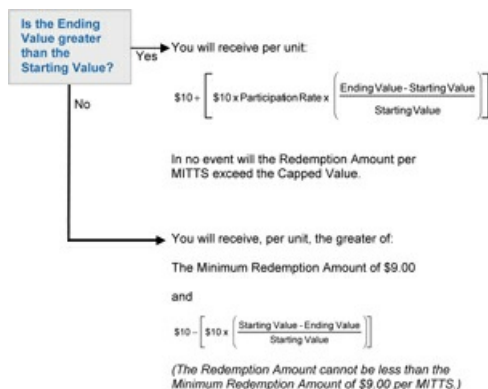 Is the Ending
Value greater
than the
Starting Value?
Yes
You will receive per unit:
$10+ [ $10 x Participation Rate x ( Ending Value - Starting Value
Starting Value ) ]
In no event will the Redemption Amount per
MITTS exceed the Capped Value.
No
You will receive, per unit, the greater of:
The Minimum Redemption Amount of $9.00
and
$10 – [ $10 x ( Starting Value - Ending Value
Starting Value ) ]
(The Redemption Amount cannot be less than the
Minimum Redemption Amount of $9.00 per MITTS.)